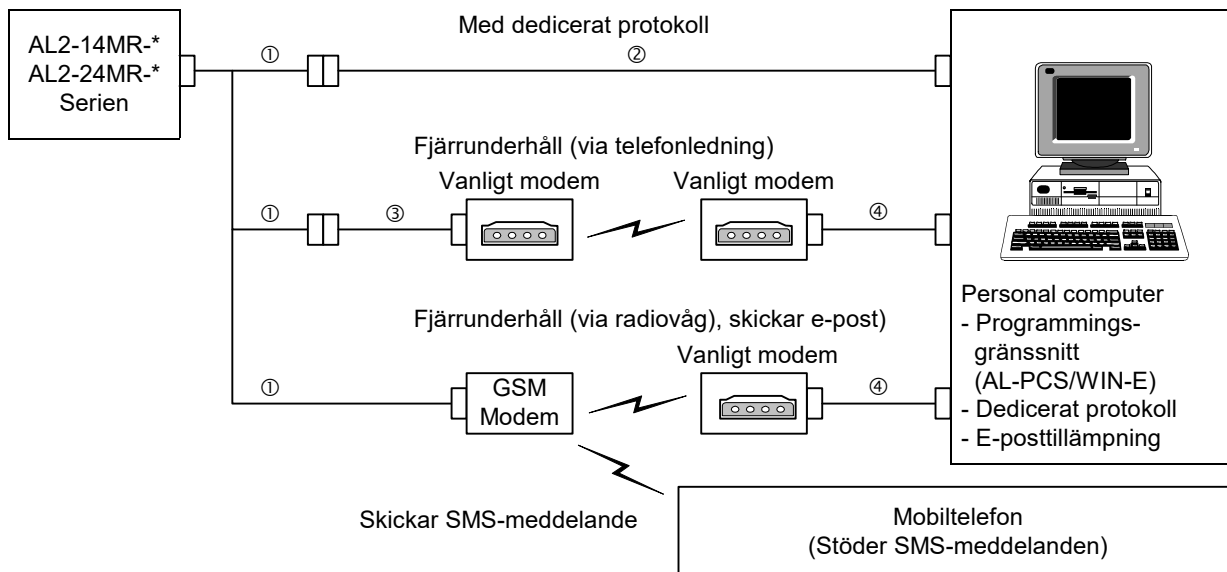 AL2-14MR-*
AL2-24MR-*
Serien
Med dedicerat protokoll
①
②
Fjärrunderhåll (via telefonledning)
Vanligt modem
Vanligt modem
①
③
④
Fjärrunderhåll (via radiovåg), skickar e-post)
Vanligt modem
①
GSM
Modem
④
Personal computer
- Programmings-
gränssnitt
(AL-PCS/WIN-E)
- Dedicerat protokoll
- E-posttillämpning
Skickar SMS-meddelande
Mobiltelefon
(Stöder SMS-meddelanden)